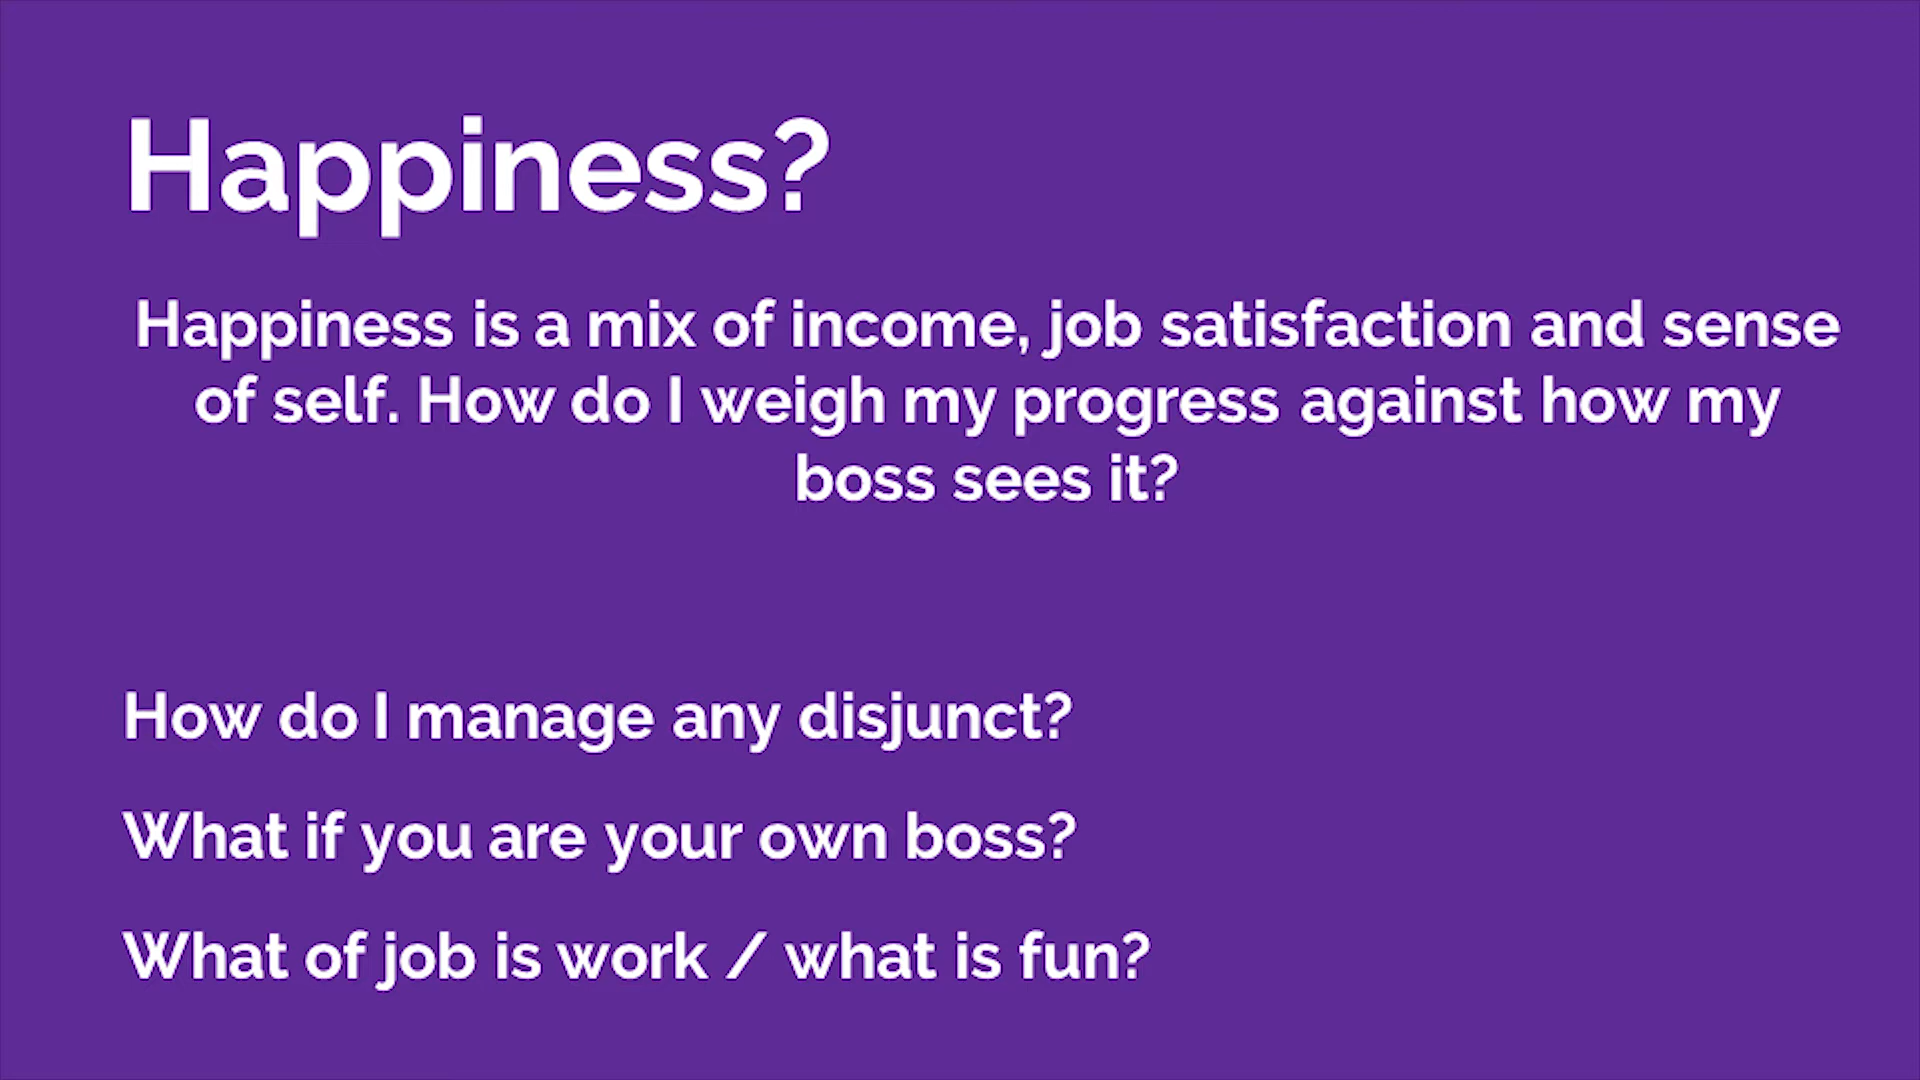 Happiness?
Happiness is a mix of income, job satisfaction and sense
of self. How do I weigh my progress against how my
boss sees it?
How do I manage any disjunct?
What if you are your own boss?
What of job is work / what is fun?